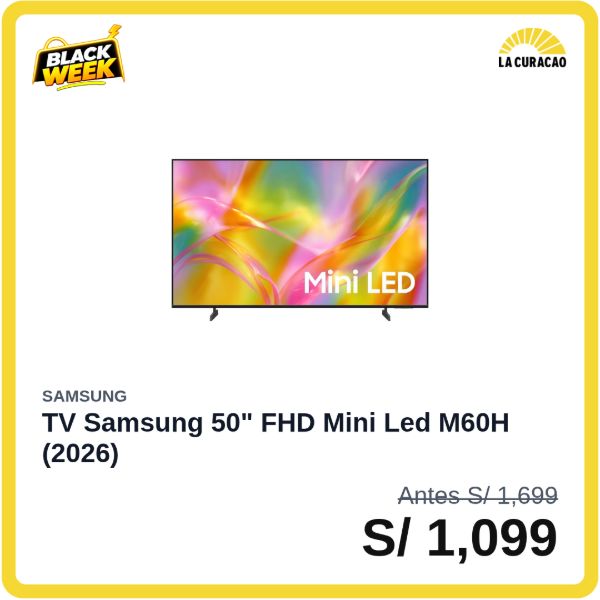 BLACK
WEEK
LA CURACAO
Mini LED
SAMSUNG
TV Samsung 50" FHD Mini Led M60H
(2026)
Antes S/ 1,699
S/ 1,099